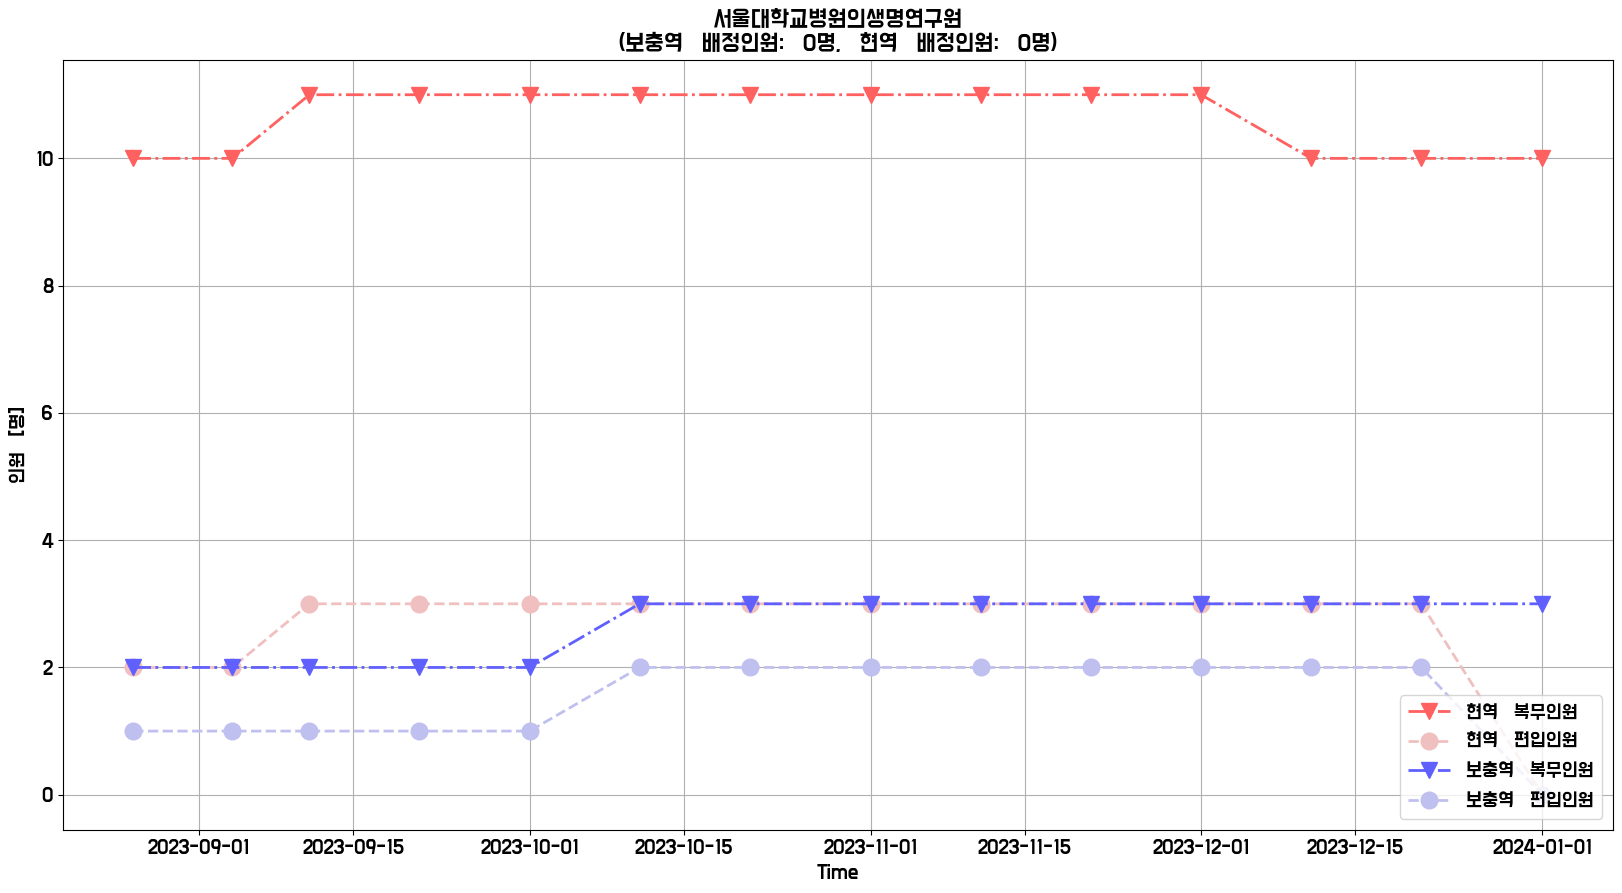 서울대학교병원의생명연구원
(보충역 배정인원: 0명, 현역 배정인원: 0명)
인원 [명]
10
8
6
4
2
0
현역 복무인원
현역 편입인원
보충역 복무인원
보충역 편입인원
2023-09-01 2023-09-15 2023-10-01 2023-10-15 2023-11-01 2023-11-15 2023-12-01 2023-12-15 2024-01-01
Time